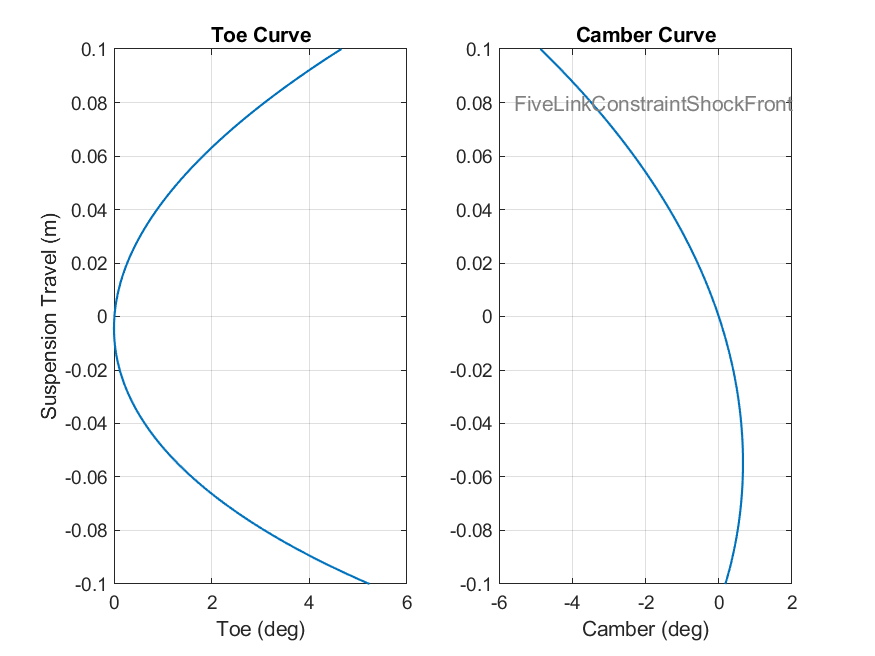 Toe Curve
0.1
0.08
0.06
0.04
0.02
0
-0.02
-0.04
-0.06
-0.08
-0.1
Suspension Travel (m)
0 2 4 6
Toe (deg)
Camber Curve
FiveLinkConstraintShockFront
0.1
0.08
0.06
0.04
0.02
0
-0.02
-0.04
-0.06
-0.08
-0.1
-6 -4 -2 0 2
Camber (deg)